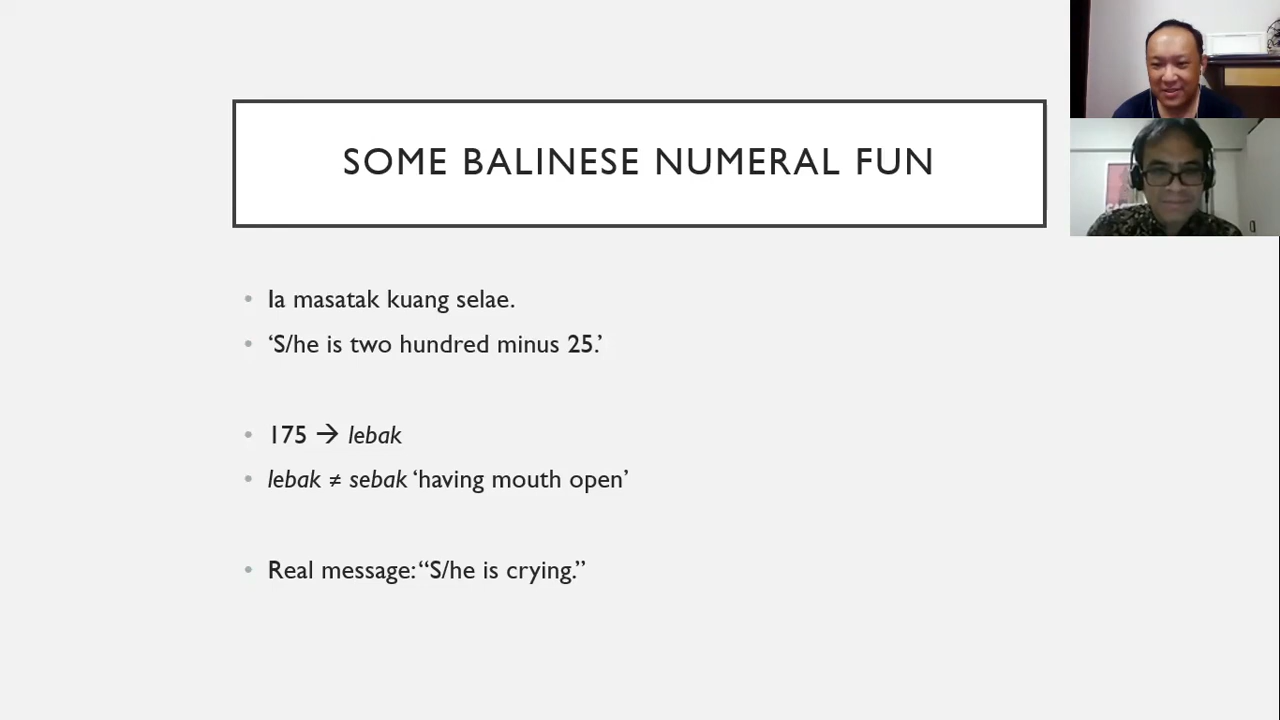 SOME BALINESE NUMERAL FUN
• Ia masatak kuang selae.
• ‘S/he is two hundred minus 25.’
• 175 → lebak
• lebak ≠ sebak ‘having mouth open’
• Real message: “S/he is crying.”